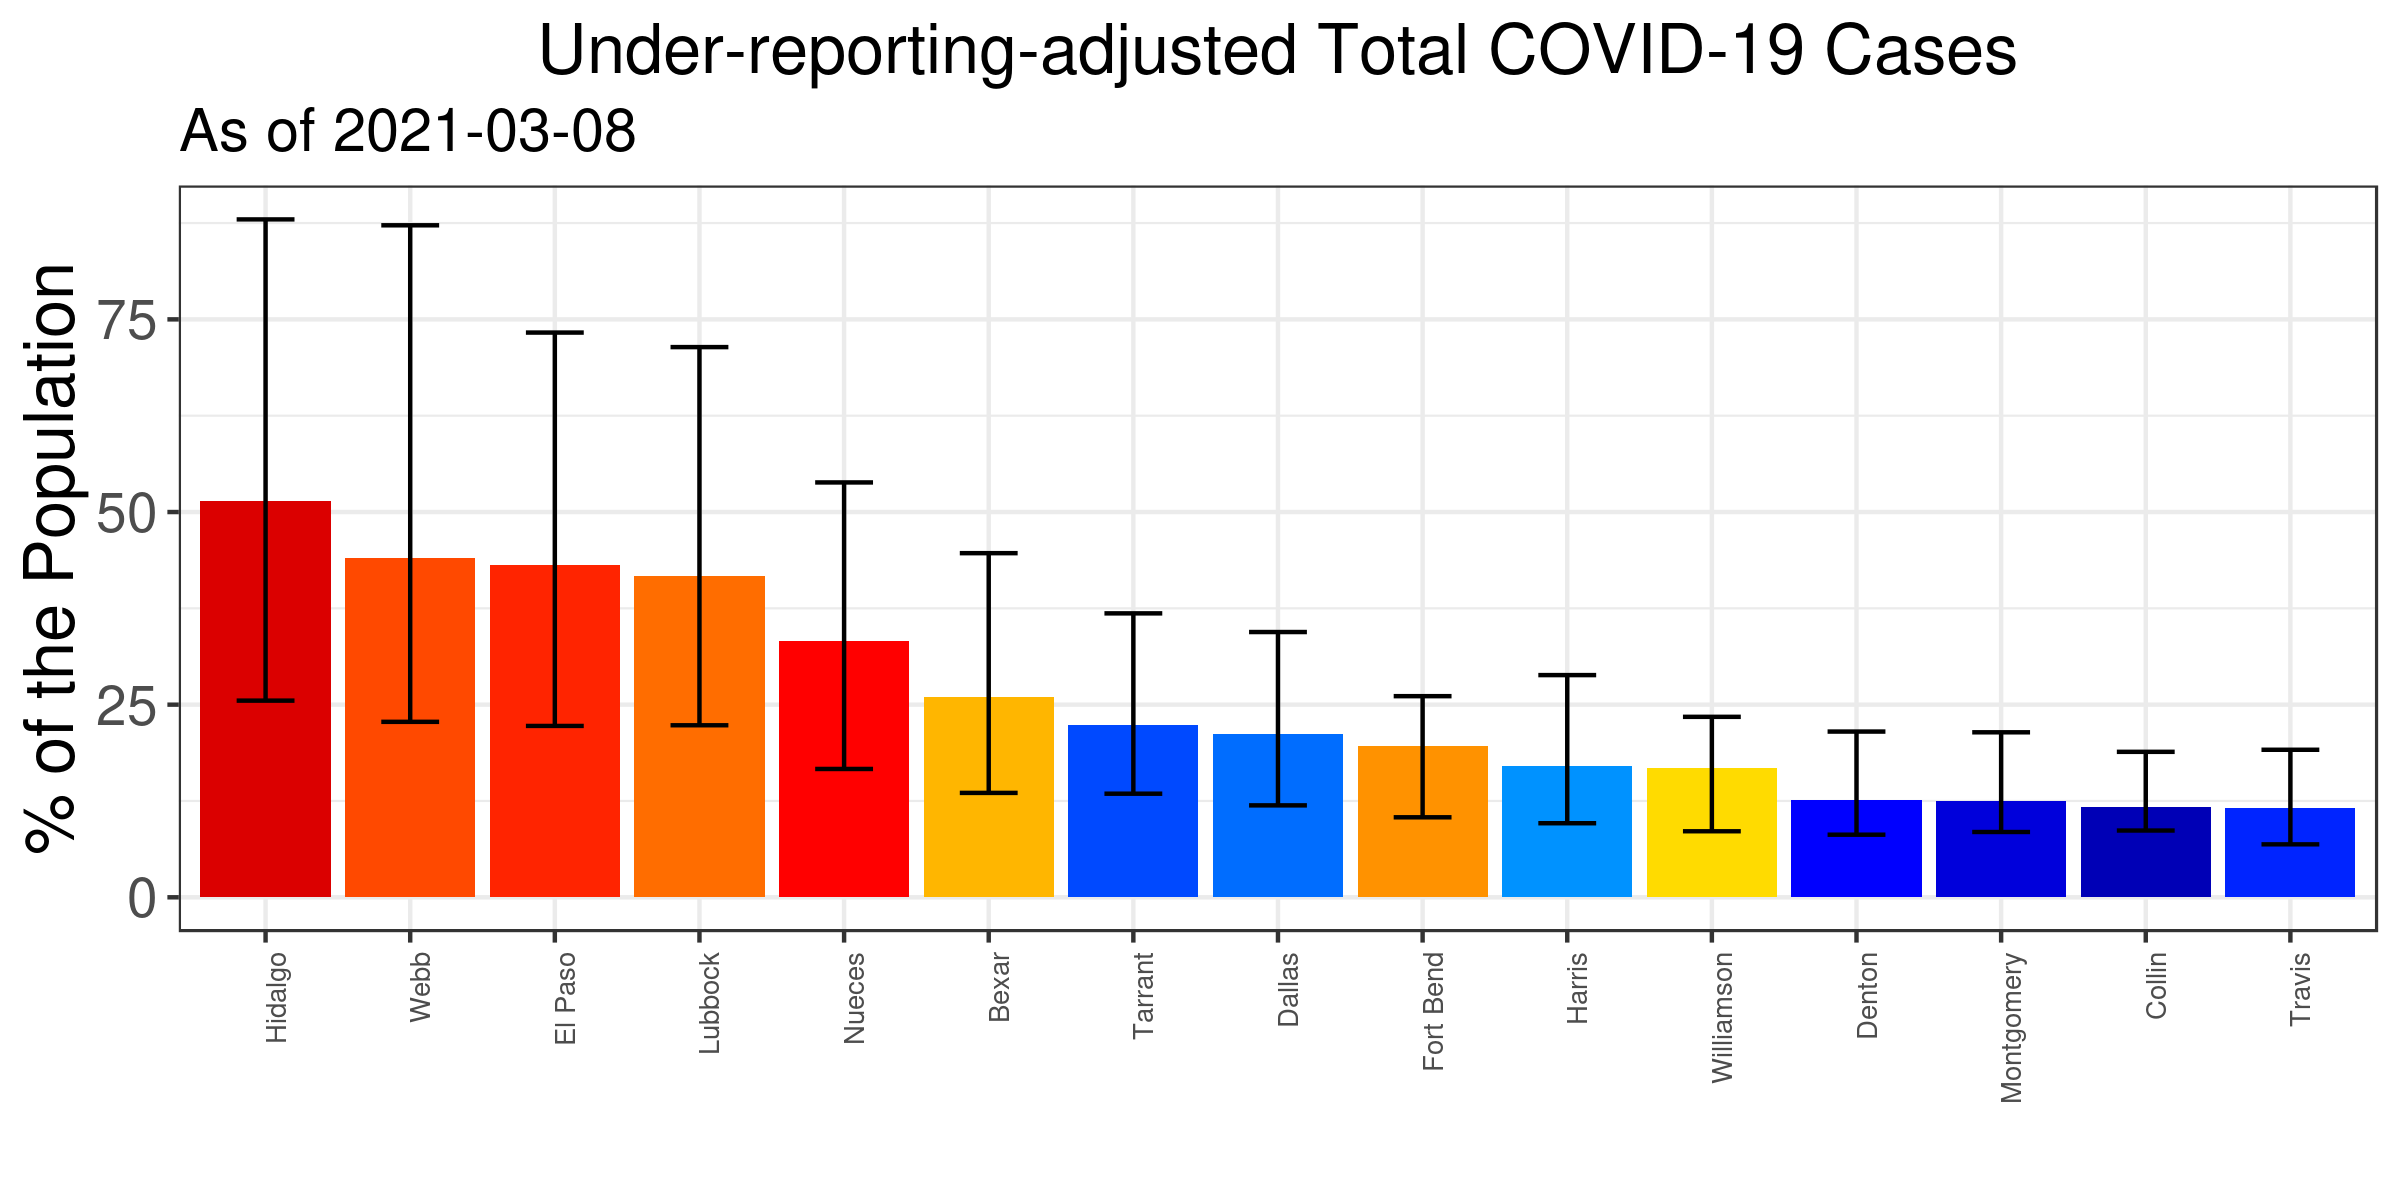 Under-reporting-adjusted Total COVID-19 Cases
As of 2021-03-08
% of the Population
75
50
25
0
Hidalgo
Webb
El Paso
Lubbock
Nueces
Bexar
Tarrant
Dallas
Fort Bend
Harris
Williamson
Denton
Montgomery
Collin
Travis